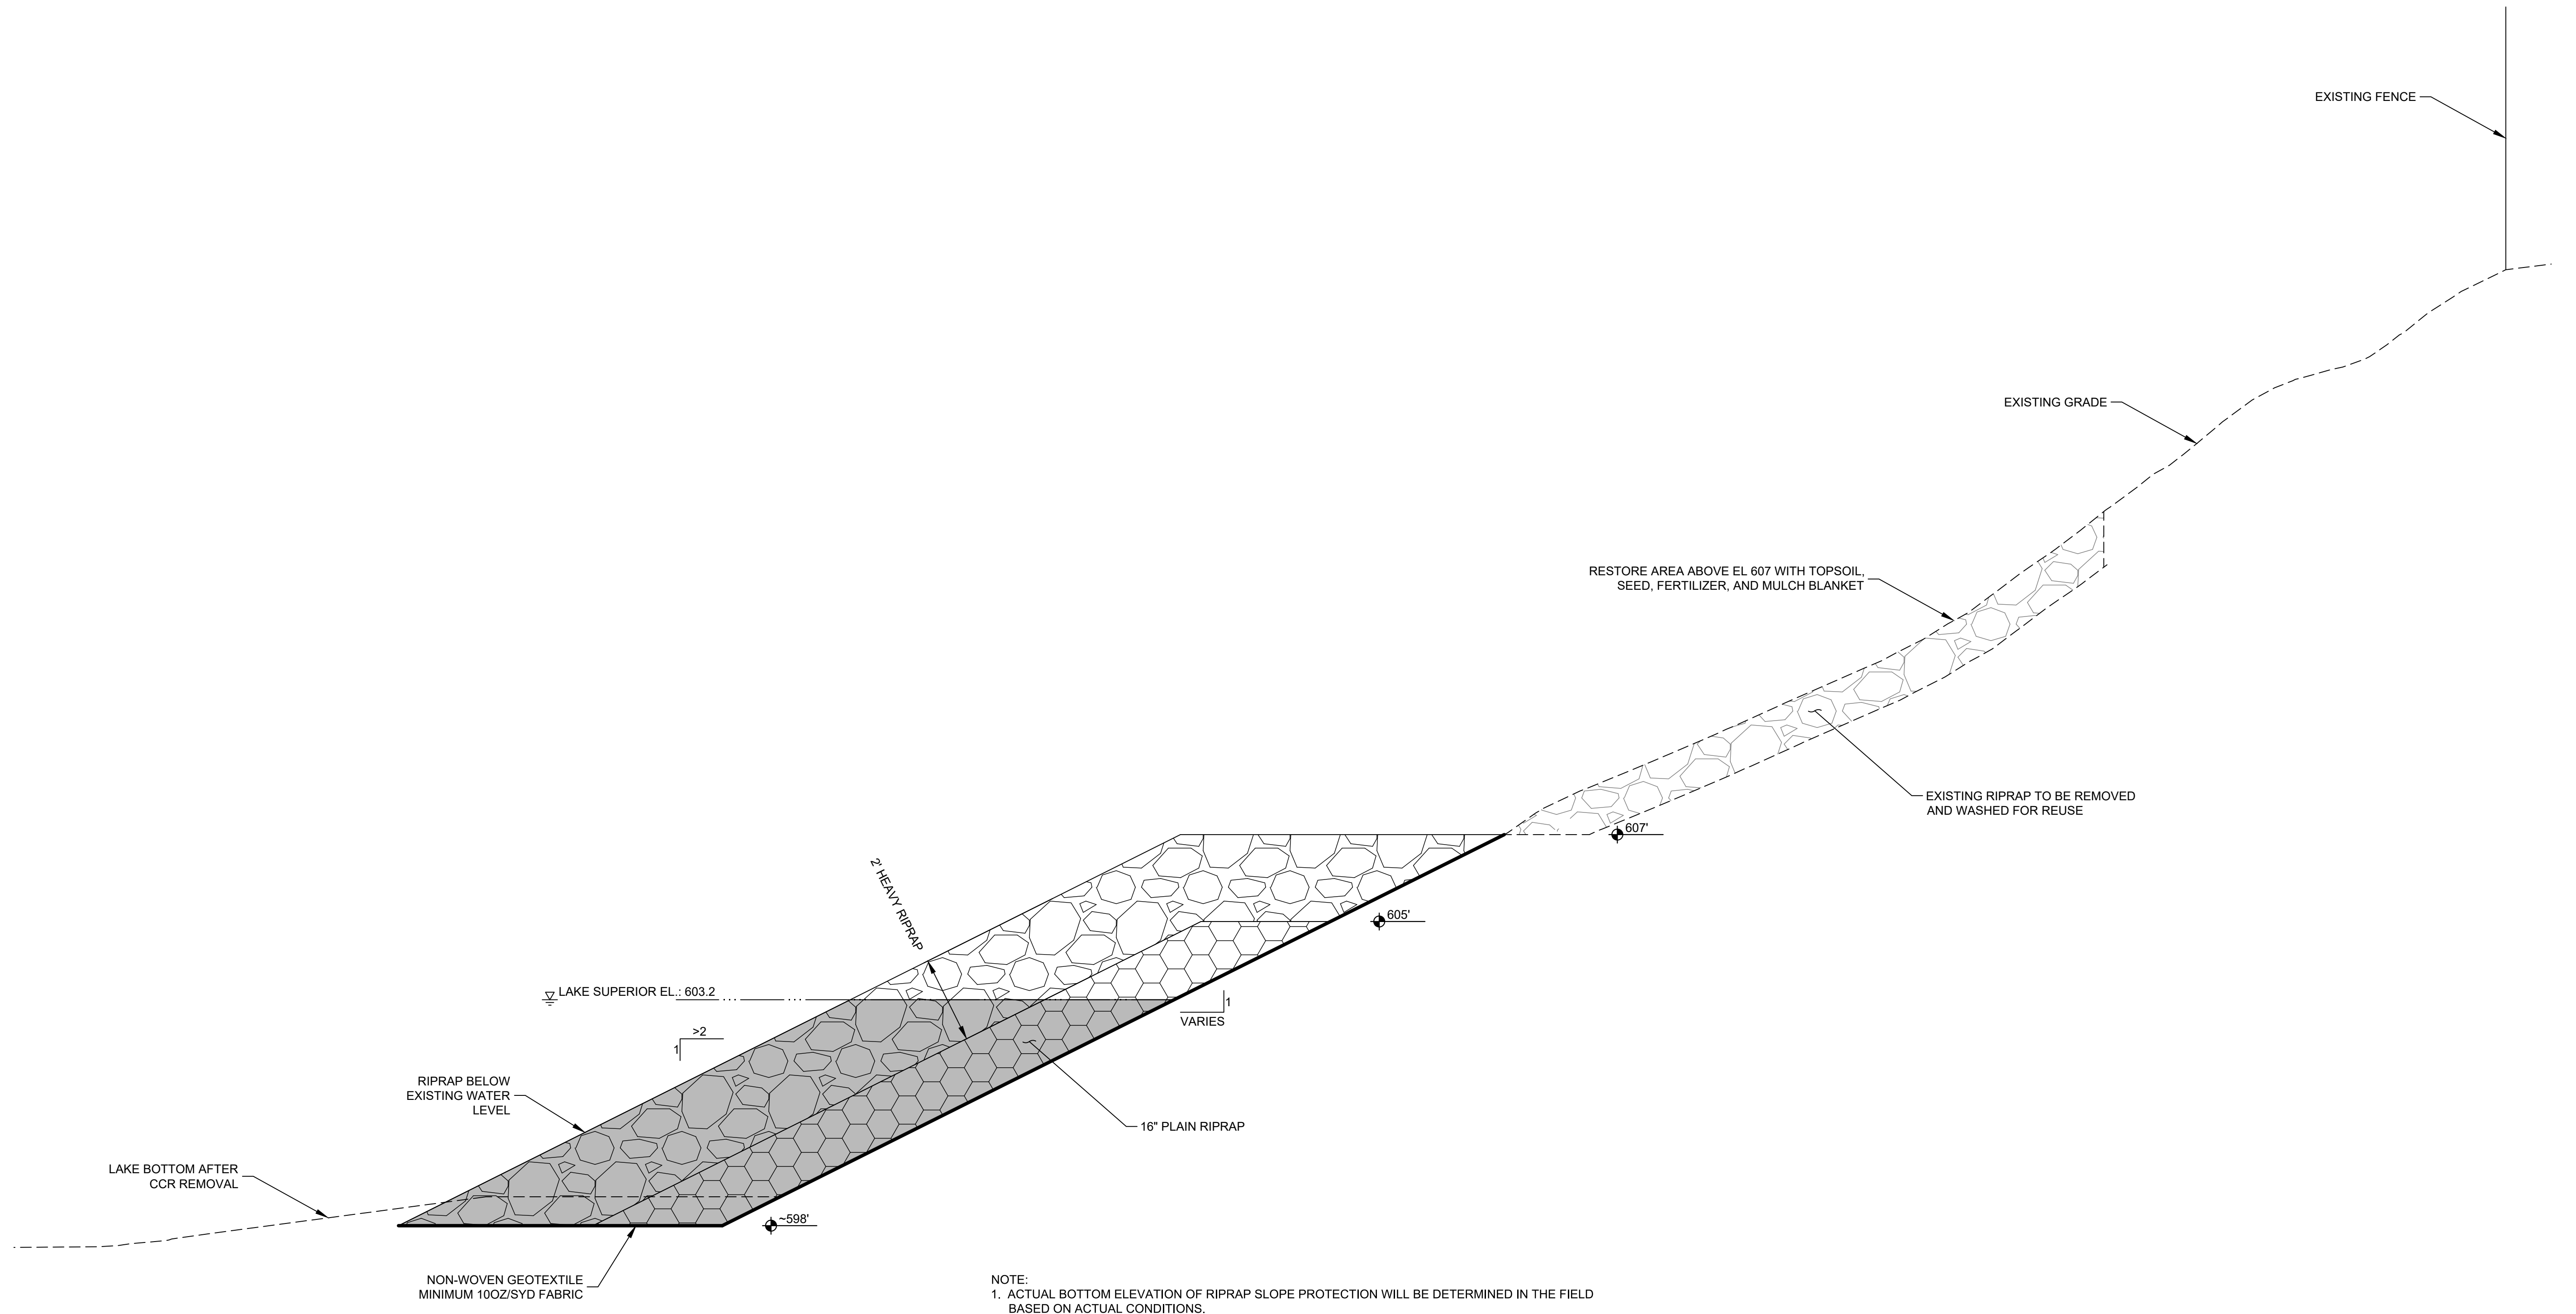 EXISTING FENCE
EXISTING GRADE
RESTORE AREA ABOVE EL 607 WITH TOPSOIL,
SEED, FERTILIZER, AND MULCH BLANKET
EXISTING RIPRAP TO BE REMOVED
AND WASHED FOR REUSE
607'
2' HEAVY RIPRAP
605'
LAKE SUPERIOR EL.: 603.2
1
VARIES
>2
1
RIPRAP BELOW
EXISTING WATER
LEVEL
16" PLAIN RIPRAP
LAKE BOTTOM AFTER
CCR REMOVAL
~598'
NON-WOVEN GEOTEXTILE
MINIMUM 10OZ/SYD FABRIC
NOTE:
1. ACTUAL BOTTOM ELEVATION OF RIPRAP SLOPE PROTECTION WILL BE DETERMINED IN THE FIELD
BASED ON ACTUAL CONDITIONS.